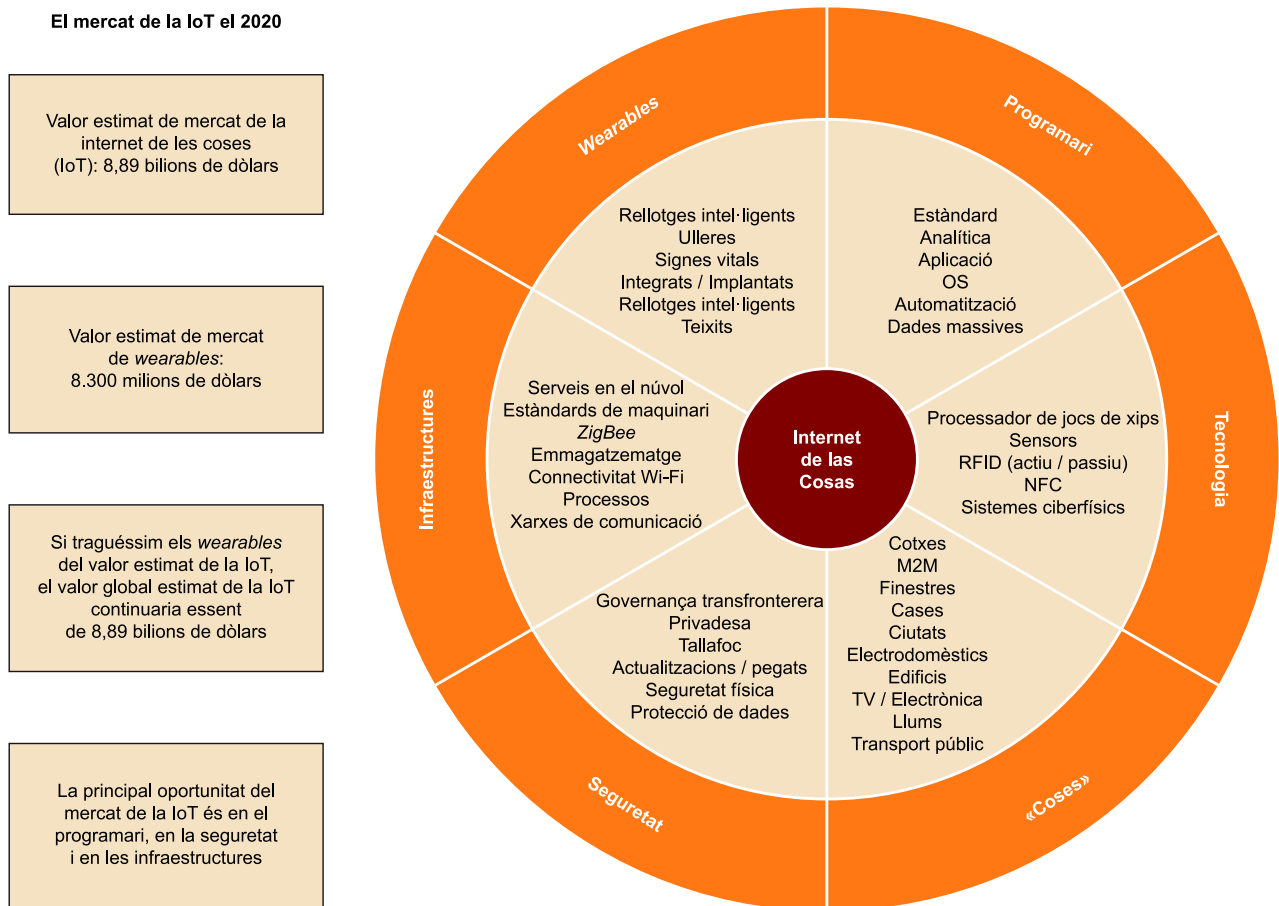 El mercat de la IoT el 2020
Valor estimat de mercat de la
internet de les coses
(IoT): 8,89 bilions de dòlars
Valor estimat de mercat
de wearables:
8.300 milions de dòlars
Si traguéssim els wearables
del valor estimat de la IoT,
el valor global estimat de la IoT
continuaria essent
de 8,89 bilions de dòlars
La principal oportunitat del
mercat de la IoT és en el
programari, en la seguretat
i en les infraestructures
Wearables
Rellotges intel·ligents
Ulleres
Signes vitals
Integrats / Implantats
Rellotges intel·ligents
Teixits
Programari
Estàndard
Analítica
Aplicació
OS
Automatització
Dades massives
Tecnologia
Processador de jocs de xips
Sensors
RFID (actiu / passiu)
NFC
Sistemes ciberfísics
«Coses»
Cotxes
M2M
Finestres
Cases
Ciutats
Electrodomèstics
Edificis
TV / Electrònica
Llums
Transport públic
Seguretat
Governança transfronterera
Privadesa
Tallafoc
Actualitzacions / pegats
Seguretat física
Protecció de dades
Infraestructures
Serveis en el núvol
Estàndards de maquinari
ZigBee
Emmagatzematge
Connectivitat Wi-Fi
Processos
Xarxes de comunicació
Internet
de las
Cosas